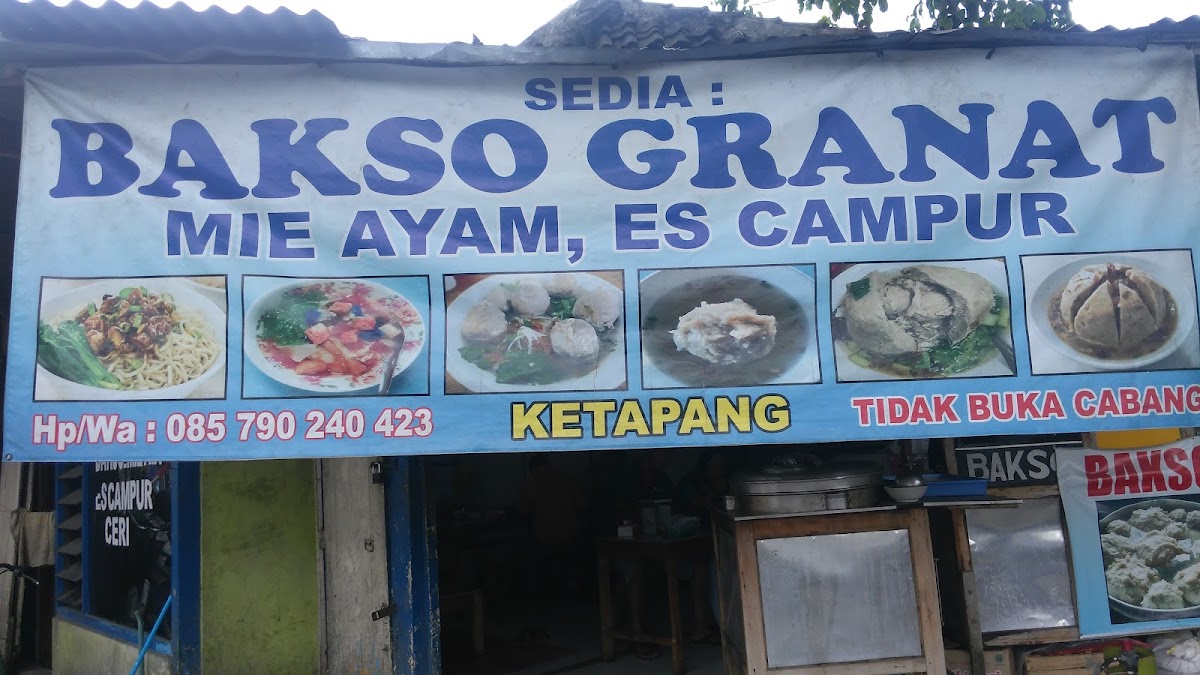 SEDIA :
BAKSO GRANAT
MIE AYAM, ES CAMPUR
Hp/Wa : 085 790 240 423
KETAPANG
TIDAK BUKA CABANG
ES CAMPUR
CERI
BAKSO
BAKSO